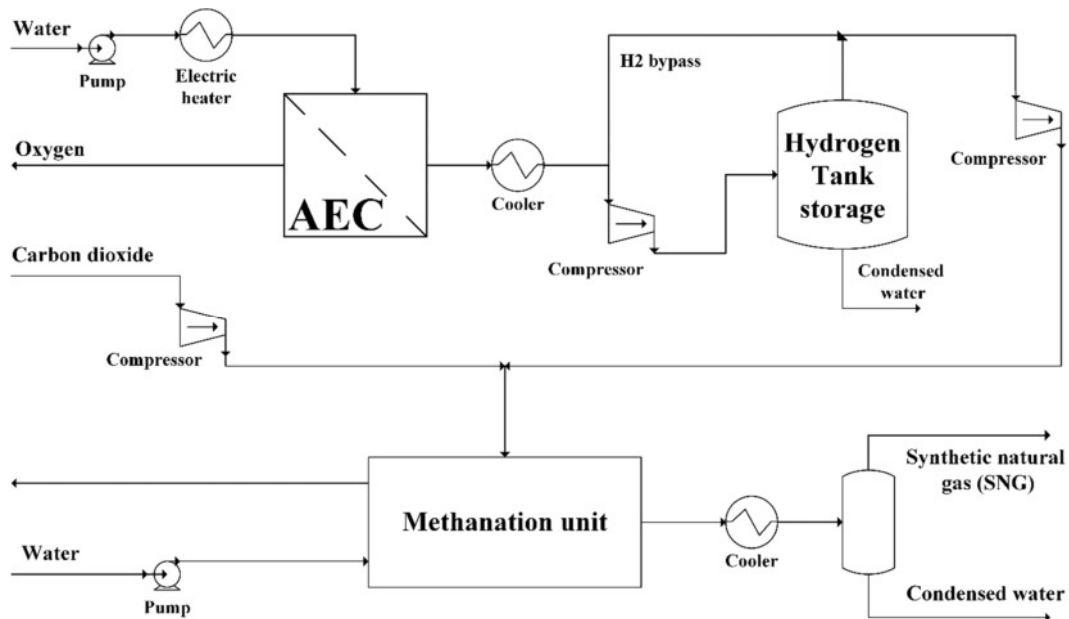 Water
Pump
Electric
heater
H2 bypass
Oxygen
AEC
Cooler
Compressor
Hydrogen
Tank
storage
Compressor
Carbon dioxide
Condensed
water
Compressor
Methanation unit
Synthetic natural
gas (SNG)
Water
Pump
Cooler
Condensed water